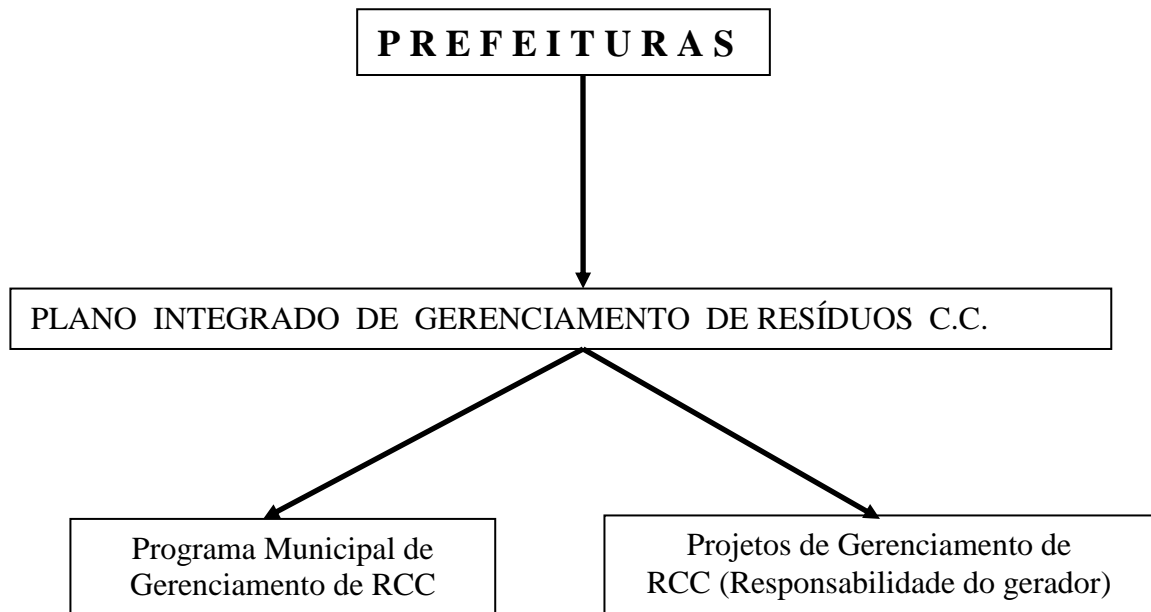 PREFEITURAS
PLANO INTEGRADO DE GERENCIAMENTO DE RESÍDUOS C.C.
Programa Municipal de
Gerenciamento de RCC
Projetos de Gerenciamento de
RCC (Responsabilidade do gerador)